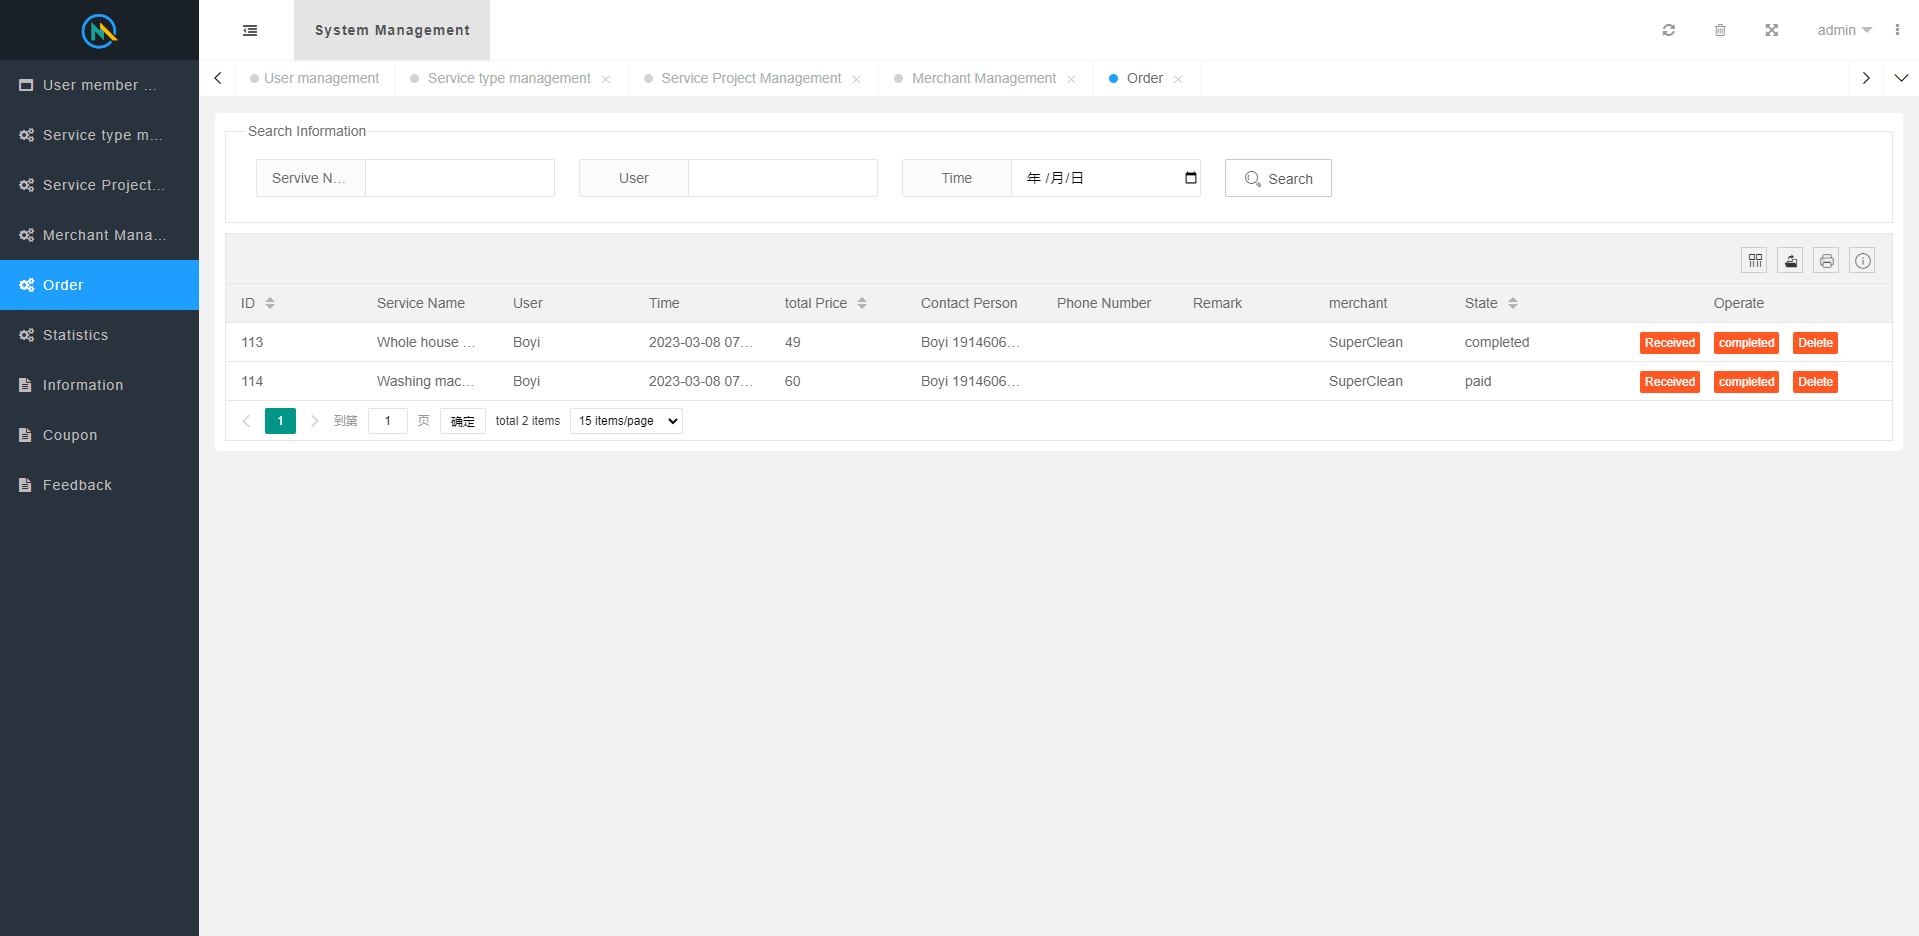 System Management
admin
User member ...
Service type m...
Service Project...
Merchant Mana...
Order
Statistics
Information
Coupon
Feedback
User management
Service type management
Service Project Management
Merchant Management
Order
Search Information
Servive N...
User
Time
年 /月/日
Search
ID Service Name User Time total Price Contact Person Phone Number Remark merchant State Operate
113 Whole house ... Boyi 2023-03-08 07... 49 Boyi 1914606... SuperClean completed Received completed Delete
114 Washing mac... Boyi 2023-03-08 07... 60 Boyi 1914606... SuperClean paid Received completed Delete
1 到第 1 页 确定 total 2 items 15 items/page